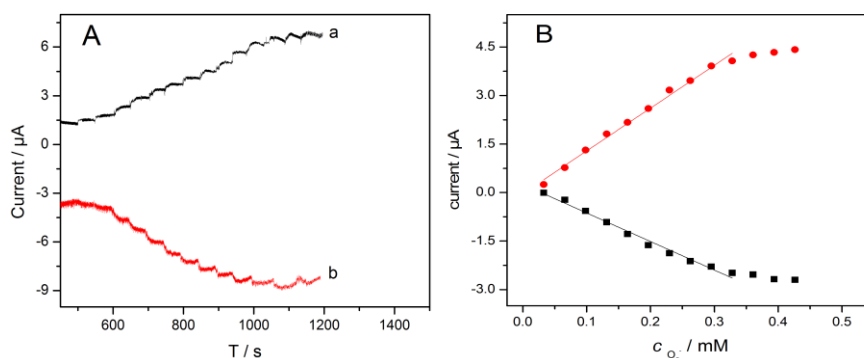 A
a
b
Current / μA
6
3
0
-3
-6
-9
600
800
1000
1200
1400
T / s
B
current / μA
4.5
3.0
1.5
0.0
-1.5
-3.0
0.0
0.1
0.2
0.3
0.4
0.5
c O₂ / mM